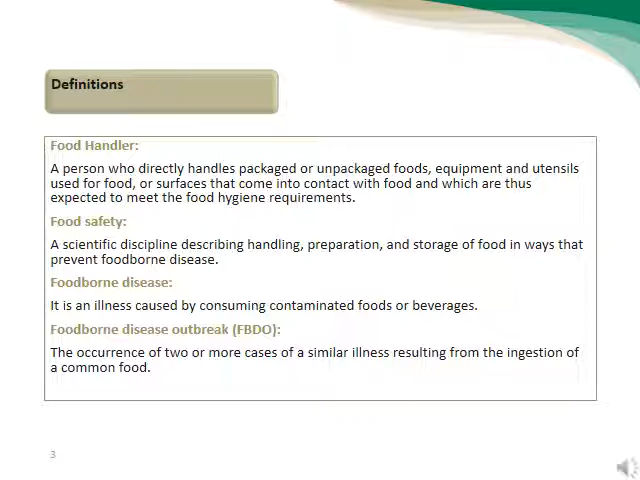 Definitions
Food Handler:
A person who directly handles packaged or unpackaged foods, equipment and utensils
used for food, or surfaces that come into contact with food and which are thus
expected to meet the food hygiene requirements.
Food safety:
A scientific discipline describing handling, preparation, and storage of food in ways that
prevent foodborne disease.
Foodborne disease:
It is an illness caused by consuming contaminated foods or beverages.
Foodborne disease outbreak (FBDO):
The occurrence of two or more cases of a similar illness resulting from the ingestion of
a common food.
3